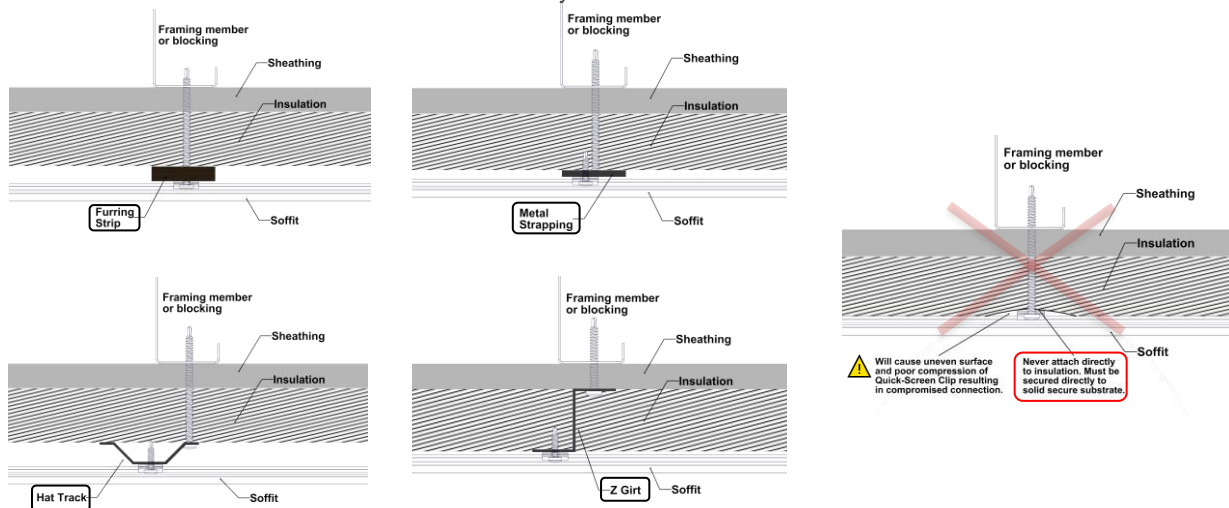 Framing member
or blocking
Sheathing
Insulation
Furring
Strip
Soffit
Framing member
or blocking
Sheathing
Insulation
Metal
Strapping
Soffit
Framing member
or blocking
Sheathing
Insulation
Hat Track
Soffit
Framing member
or blocking
Sheathing
Insulation
Z Girt
Soffit
Framing member
or blocking
Sheathing
Insulation
Soffit
Will cause uneven surface
and poor compression of
Quick-Screen Clip resulting
in compromised connection.
Never attach directly
to insulation. Must be
secured directly to
solid secure substrate.